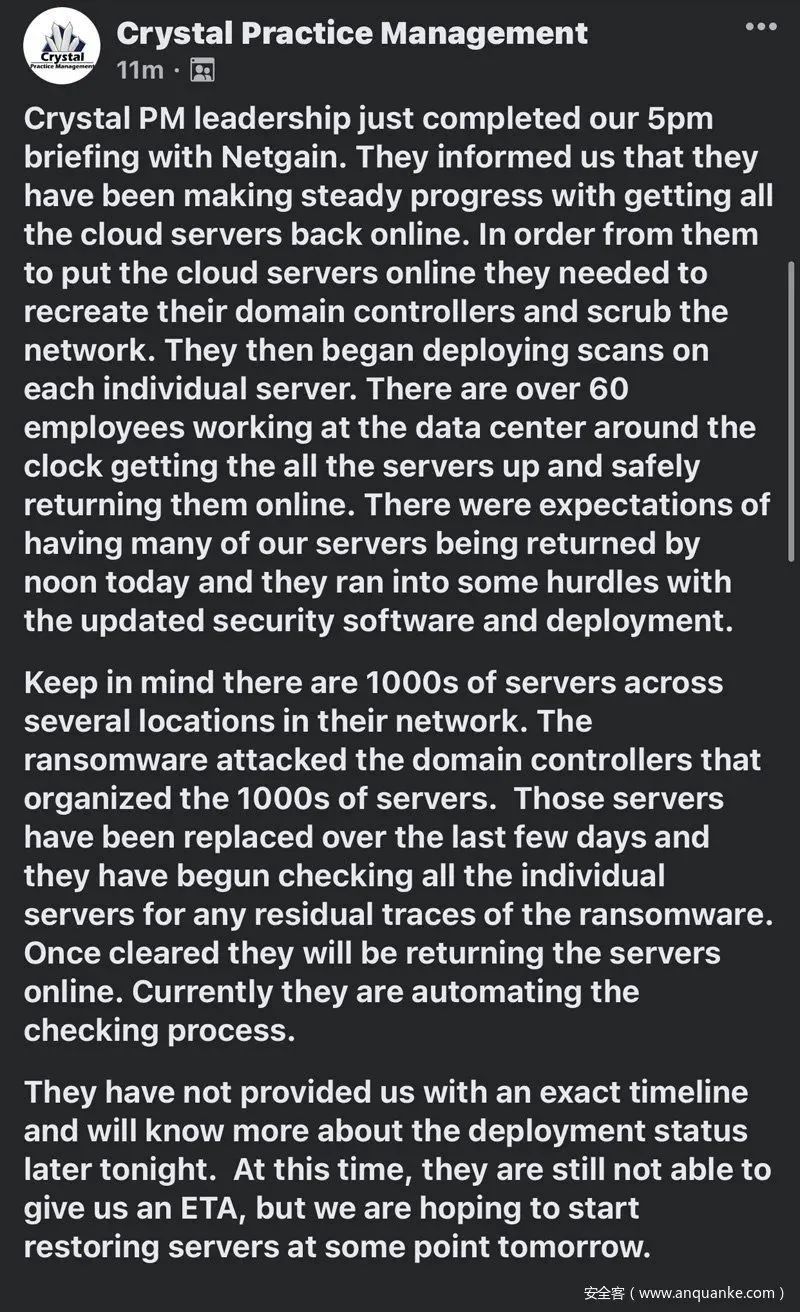 Crystal
Practice Management
Crystal Practice Management
11m ·
Crystal PM leadership just completed our 5pm
briefing with Netgain. They informed us that they
have been making steady progress with getting all
the cloud servers back online. In order from them
to put the cloud servers online they needed to
recreate their domain controllers and scrub the
network. They then began deploying scans on
each individual server. There are over 60
employees working at the data center around the
clock getting the all the servers up and safely
returning them online. There were expectations of
having many of our servers being returned by
noon today and they ran into some hurdles with
the updated security software and deployment.
Keep in mind there are 1000s of servers across
several locations in their network. The
ransomware attacked the domain controllers that
organized the 1000s of servers.  Those servers
have been replaced over the last few days and
they have begun checking all the individual
servers for any residual traces of the ransomware.
Once cleared they will be returning the servers
online. Currently they are automating the
checking process.
They have not provided us with an exact timeline
and will know more about the deployment status
later tonight.  At this time, they are still not able to
give us an ETA, but we are hoping to start
restoring servers at some point tomorrow.
安全客（www.anquanke.com）